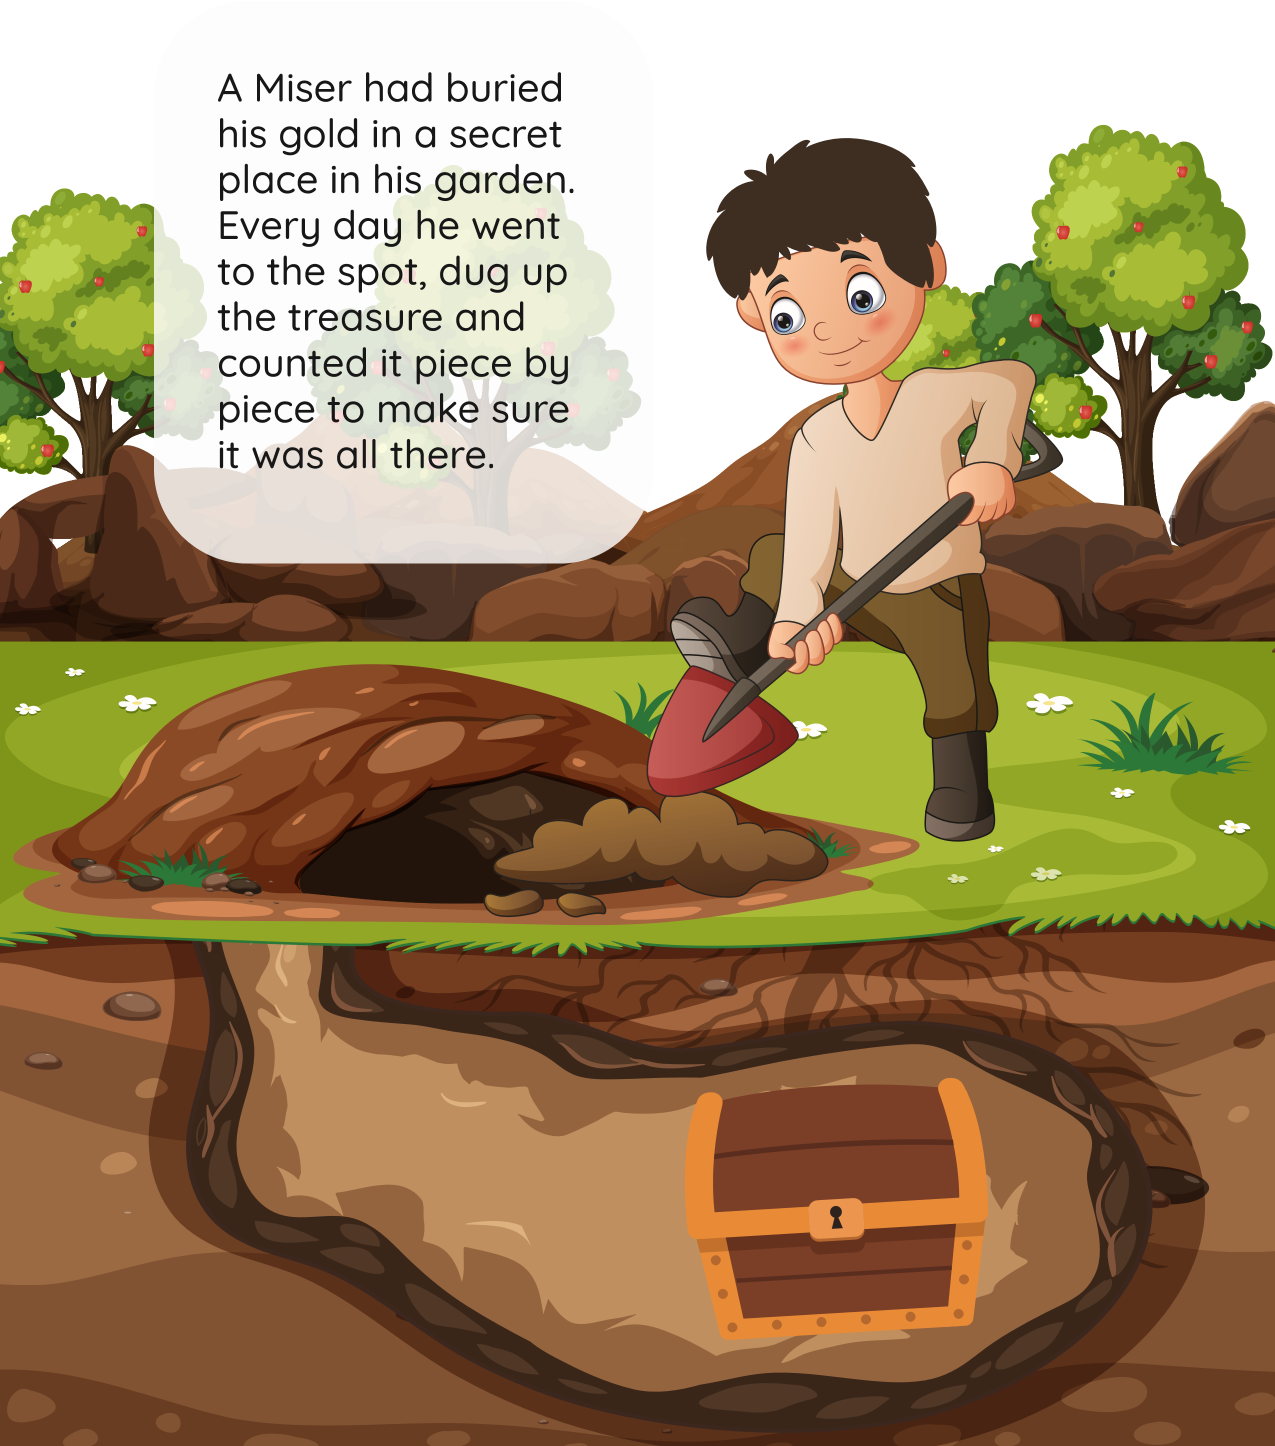 A Miser had buried
his gold in a secret
place in his garden.
Every day he went
to the spot, dug up
the treasure and
counted it piece by
piece to make sure
it was all there.